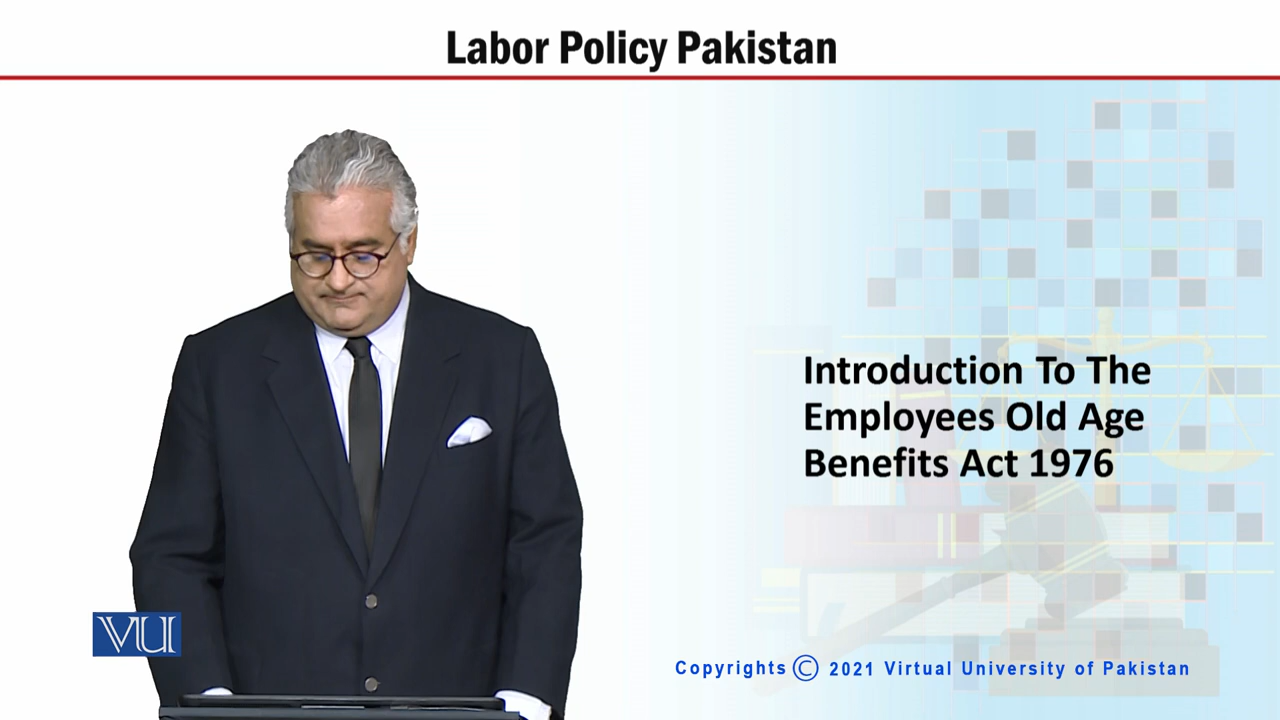 Labor Policy Pakistan
Introduction To The
Employees Old Age
Benefits Act 1976
VU
Copyrights © 2021 Virtual University of Pakistan